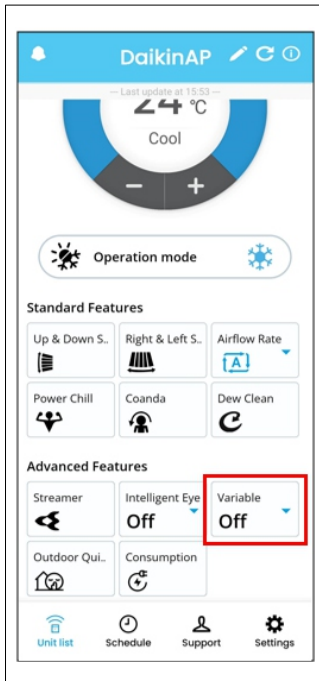 DaikinAP
— Last update at 15:53 —
24 °C
Cool
− +
Operation mode
Standard Features
Up & Down S.. Right & Left S.. Airflow Rate
A
Power Chill Coanda Dew Clean
Advanced Features
Streamer Intelligent Eye Variable
Off Off
Outdoor Qui.. Consumption
Unit list Schedule Support Settings